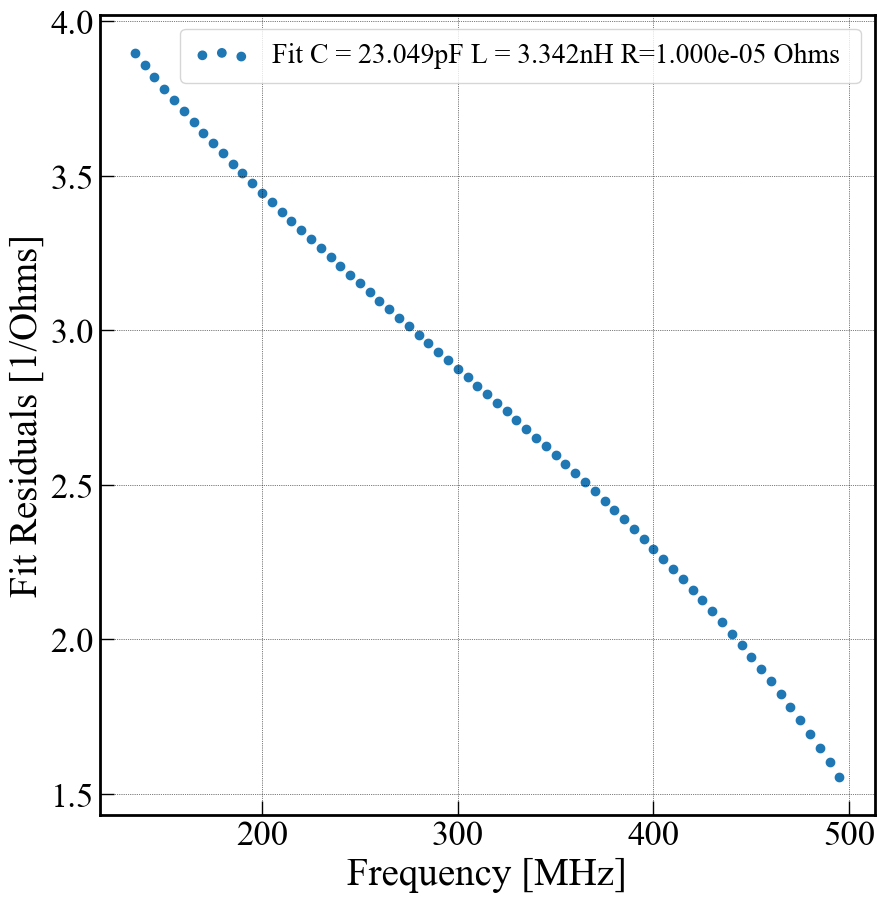 Fit C = 23.049pF L = 3.342nH R=1.000e-05 Ohms
4.0
3.5
3.0
2.5
2.0
1.5
Fit Residuals [1/Ohms]
200 300 400 500
Frequency [MHz]